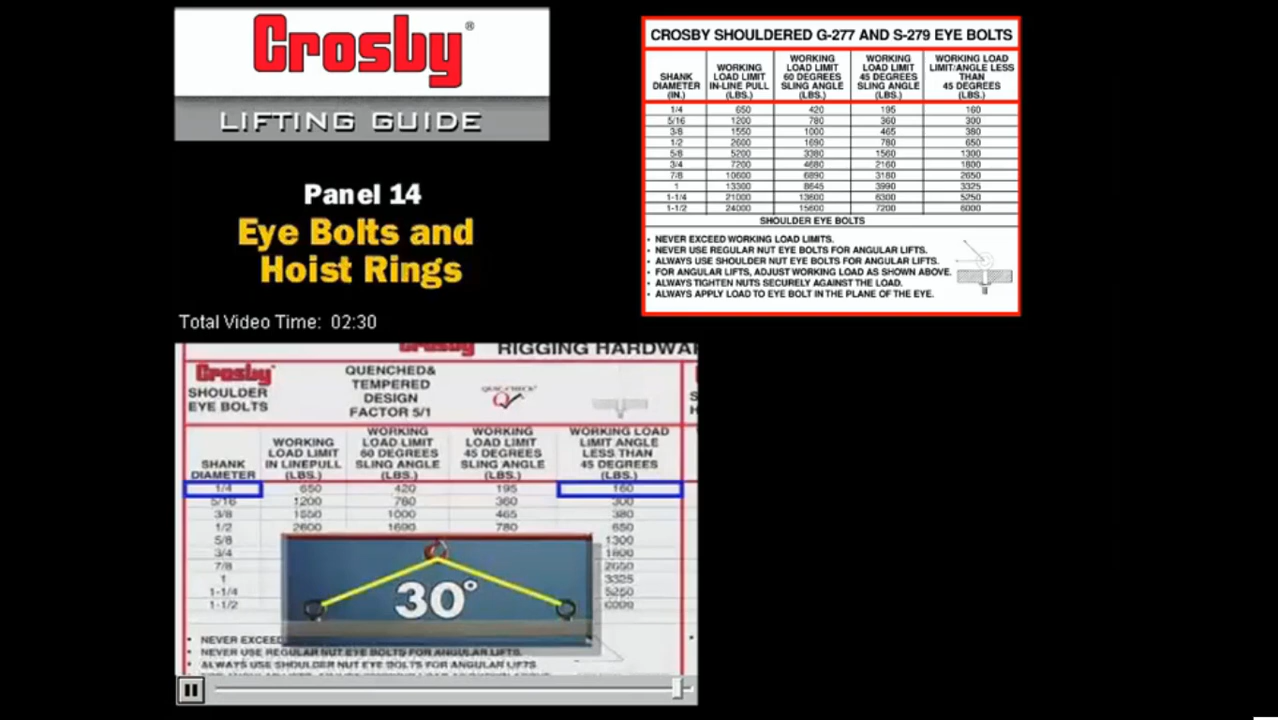 Crosby®
LIFTING GUIDE
Panel 14
Eye Bolts and
Hoist Rings
Total Video Time: 02:30
CROSBY SHOULDERED G-277 AND S-279 EYE BOLTS
SHANK DIAMETER (IN.) WORKING LOAD LIMIT IN-LINE PULL (LBS.) WORKING LOAD LIMIT 60 DEGREES SLING ANGLE (LBS.) WORKING LOAD LIMIT 45 DEGREES SLING ANGLE (LBS.) WORKING LOAD LIMIT/ANGLE LESS THAN 45 DEGREES (LBS.)
1/4 650 420 195 160
5/16 1200 780 360 300
3/8 1550 1000 465 380
1/2 2600 1690 780 650
5/8 5200 3380 1560 1300
3/4 7200 4680 2160 1800
7/8 10600 6890 3180 2650
1 13300 8645 3990 3325
1-1/4 21000 13600 6300 5250
1-1/2 24000 15600 7200 6000
SHOULDER EYE BOLTS
• NEVER EXCEED WORKING LOAD LIMITS.
• NEVER USE REGULAR NUT EYE BOLTS FOR ANGULAR LIFTS.
• ALWAYS USE SHOULDER NUT EYE BOLTS FOR ANGULAR LIFTS.
• FOR ANGULAR LIFTS, ADJUST WORKING LOAD AS SHOWN ABOVE.
• ALWAYS TIGHTEN NUTS SECURELY AGAINST THE LOAD.
• ALWAYS APPLY LOAD TO EYE BOLT IN THE PLANE OF THE EYE.
Crosby RIGGING
Crosby
SHOULDER
EYE BOLTS
QUENCHED&
TEMPERED
DESIGN
FACTOR 5/1
SHANK DIAMETER WORKING LOAD LIMIT IN LINEPULL (LBS.) WORKING LOAD LIMIT 60 DEGREES SLING ANGLE (LBS.) WORKING LOAD LIMIT 45 DEGREES SLING ANGLE (LBS.) WORKING LOAD LIMIT ANGLE LESS THAN 45 DEGREES (LBS.)
1/4 650 420 195 160
5/16 1200 780 360 300
3/8 1550 1000 465 380
1/2 2600 1690 780 650
5/8 1300
3/4 1800
7/8 2650
1 3325
1-1/4 5250
1-1/2 6000
30°
• NEVER EXCEED
• NEVER USE REGULAR NUT EYE BOLTS FOR ANGULAR LIFTS.
• ALWAYS USE SHOULDER NUT EYE BOLTS FOR ANGULAR LIFTS